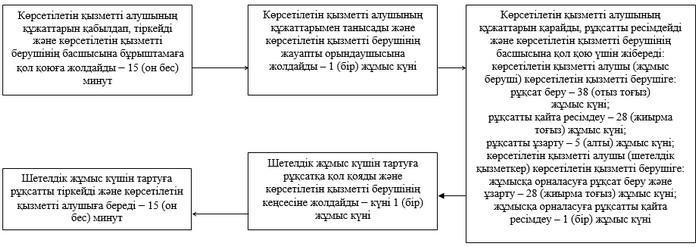 Көрсетілетін қызметті алушының
құжаттарын қабылдап, тіркейді
және көрсетілетін қызметті
берушінің басшысына бұрыштамаға
қол қоюға жолдайды – 15 (он бес)
минут
Көрсетілетін қызметті алушының
құжаттарымен танысады және
көрсетілетін қызметті берушінің
жауапты орындаушысына
жолдайды – 1 (бір) жұмыс күні
Көрсетілетін қызметті алушының
құжаттарын қарайды, рұқсатты ресімдейді
және көрсетілетін қызметті берушінің
басшысына қол қою үшін жібереді:
көрсетілетін қызметті алушы (жұмыс
беруші) көрсетілетін қызметті берушіге:
рұқсат беру – 38 (отыз тоғыз)
жұмыс күні;
рұқсатты қайта ресімдеу – 28 (жиырма
тоғыз) жұмыс күні;
рұқсатты ұзарту – 5 (алты) жұмыс күні;
көрсетілетін қызметті алушы (шетелдік
қызметкер) көрсетілетін қызметті берушіге:
жұмысқа орналасуға рұқсат беру және
ұзарту – 28 (жиырма тоғыз) жұмыс күні;
жұмысқа орналасуға рұқсатты қайта
ресімдеу – 1 (бір) жұмыс күні
Шетелдік жұмыс күшін тартуға
рұқсатқа қол қояды және
көрсетілетін қызметті берушінің
кеңсесіне жолдайды – күні 1 (бір)
жұмыс күні
Шетелдік жұмыс күшін тартуға
рұқсатты тіркейді және көрсетілетін
қызметті алушыға береді – 15 (он
бес) минут